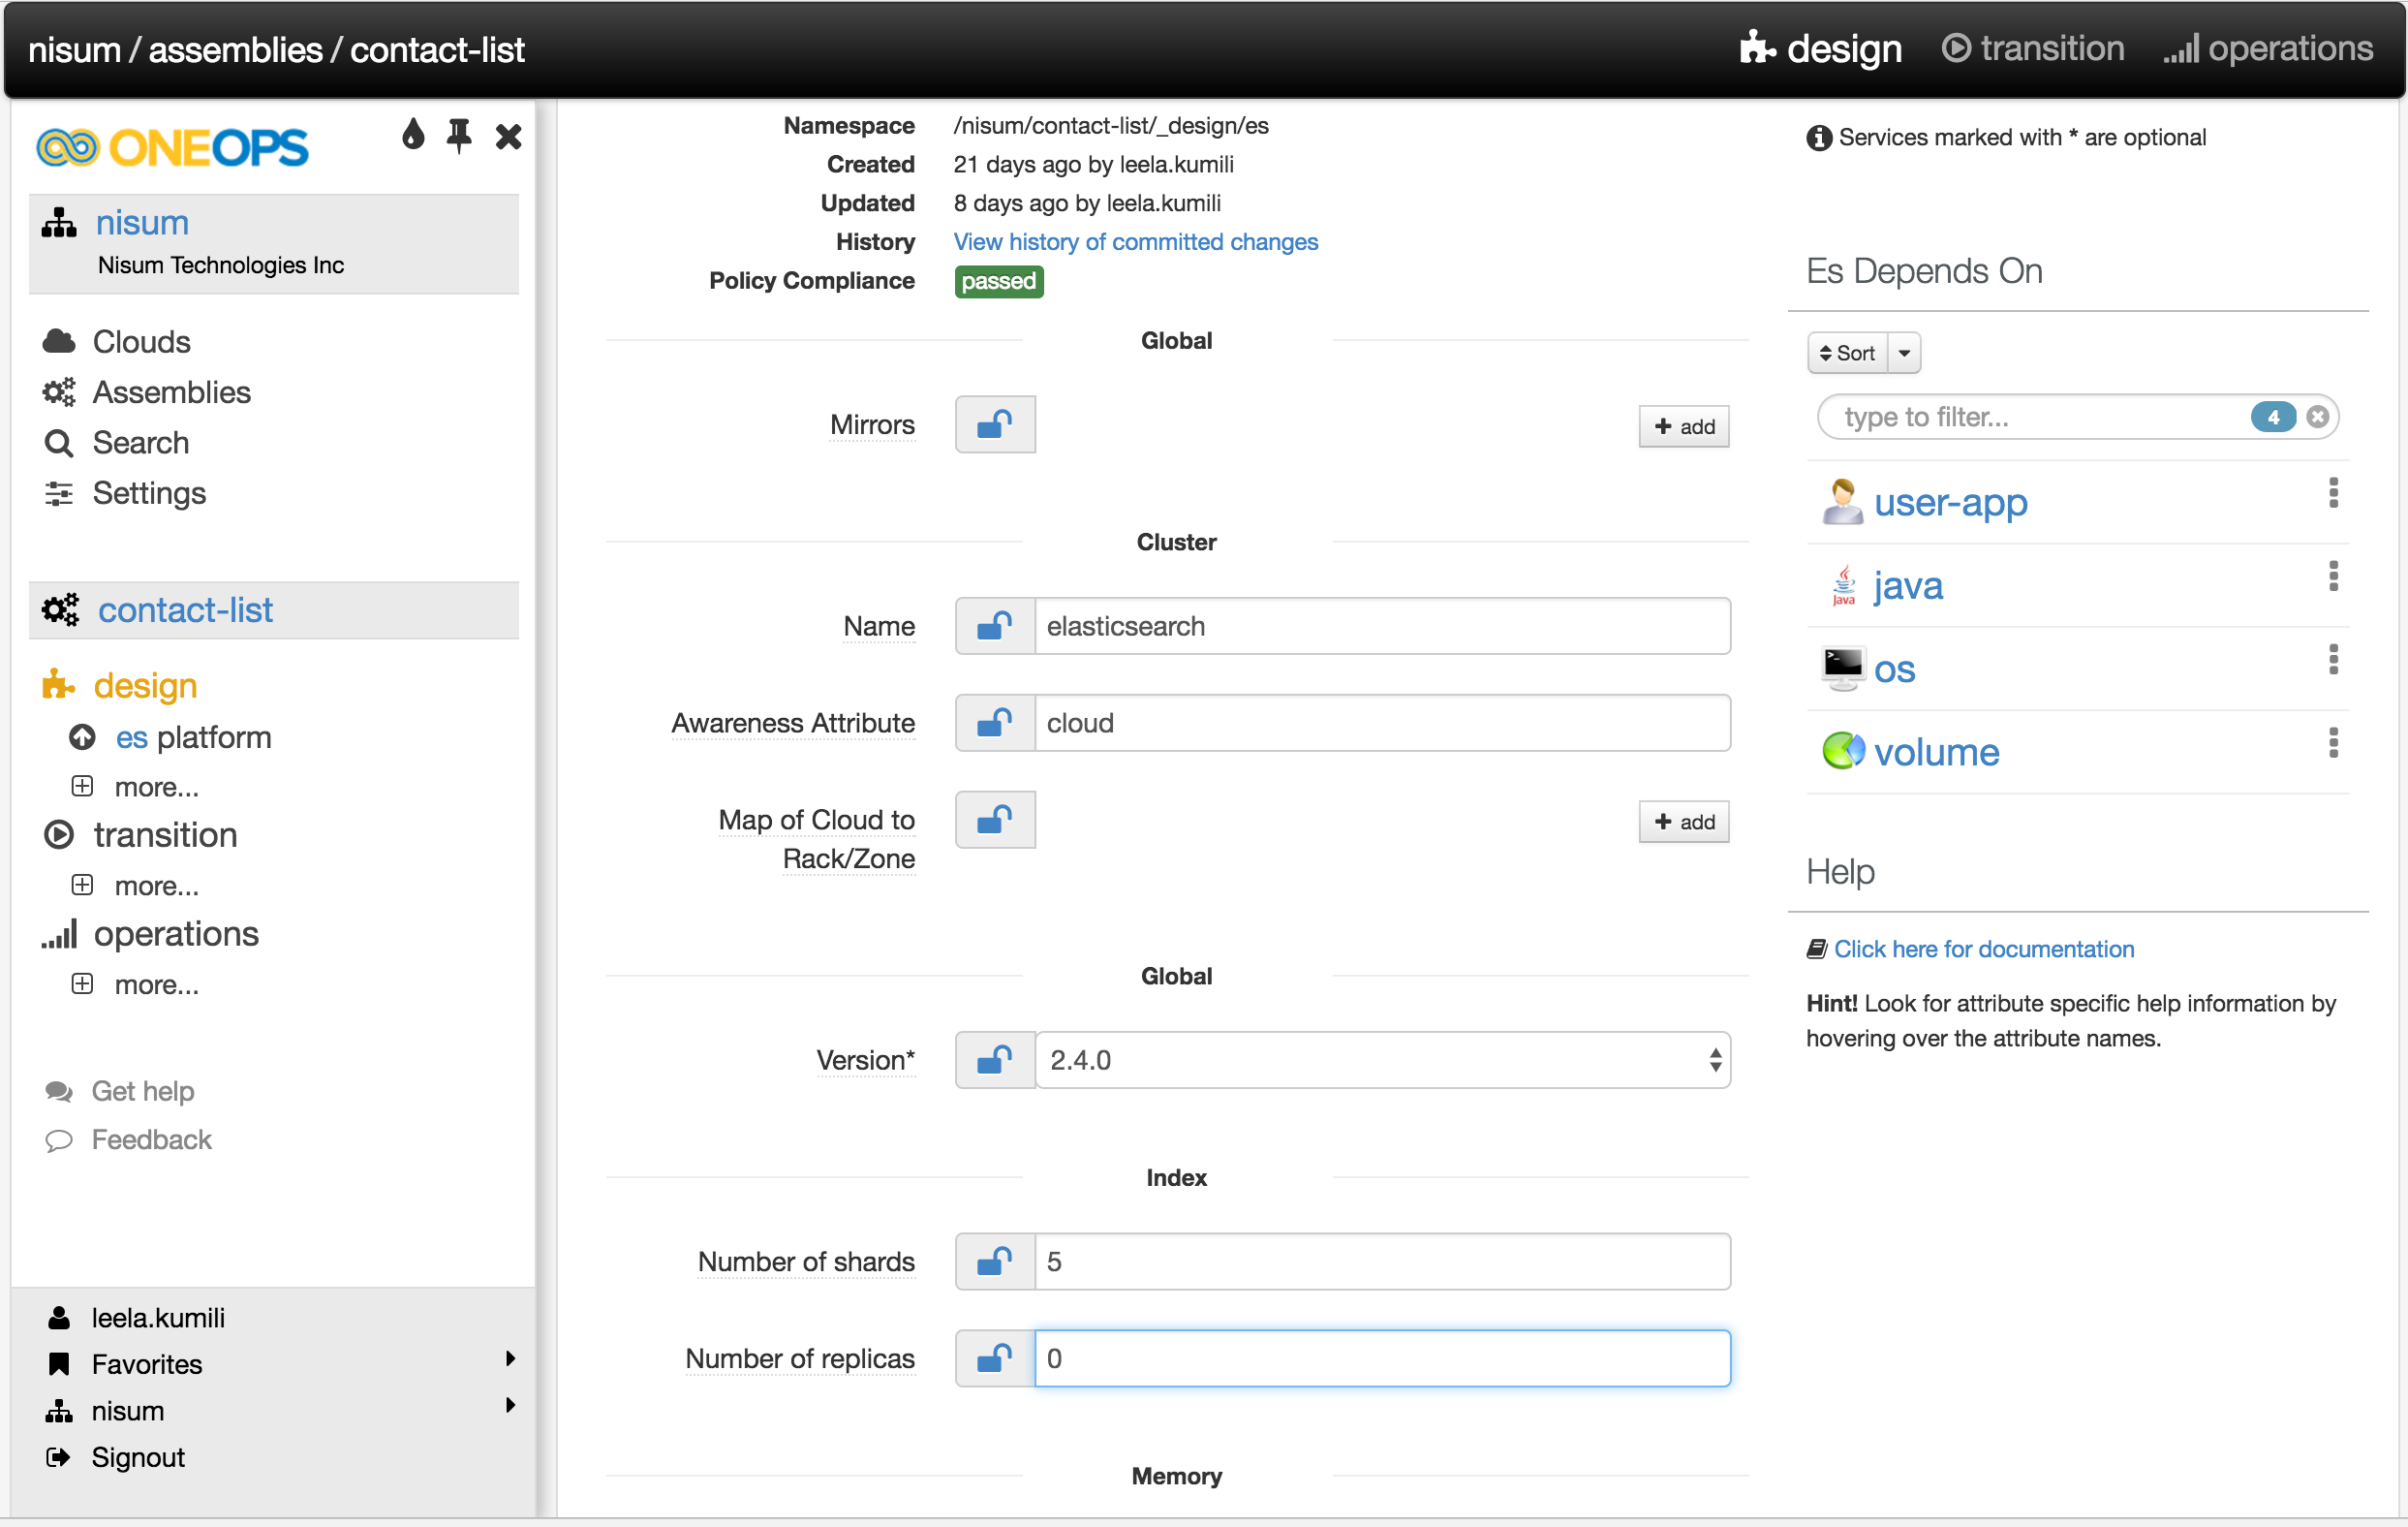 nisum / assemblies / contact-list
design
transition
operations
ONEOPS
nisum
Nisum Technologies Inc
Clouds
Assemblies
Search
Settings
contact-list
design
es platform
more...
transition
more...
operations
more...
Get help
Feedback
leela.kumili
Favorites
nisum
Signout
Namespace /nisum/contact-list/_design/es
Created 21 days ago by leela.kumili
Updated 8 days ago by leela.kumili
History View history of committed changes
Policy Compliance passed
Global
Mirrors + add
Cluster
Name elasticsearch
Awareness Attribute cloud
Map of Cloud to + add
Rack/Zone
Global
Version* 2.4.0
Index
Number of shards 5
Number of replicas 0
Memory
Services marked with * are optional
Es Depends On
Sort
type to filter... 4
user-app
Java java
os
volume
Help
Click here for documentation
Hint! Look for attribute specific help information by
hovering over the attribute names.